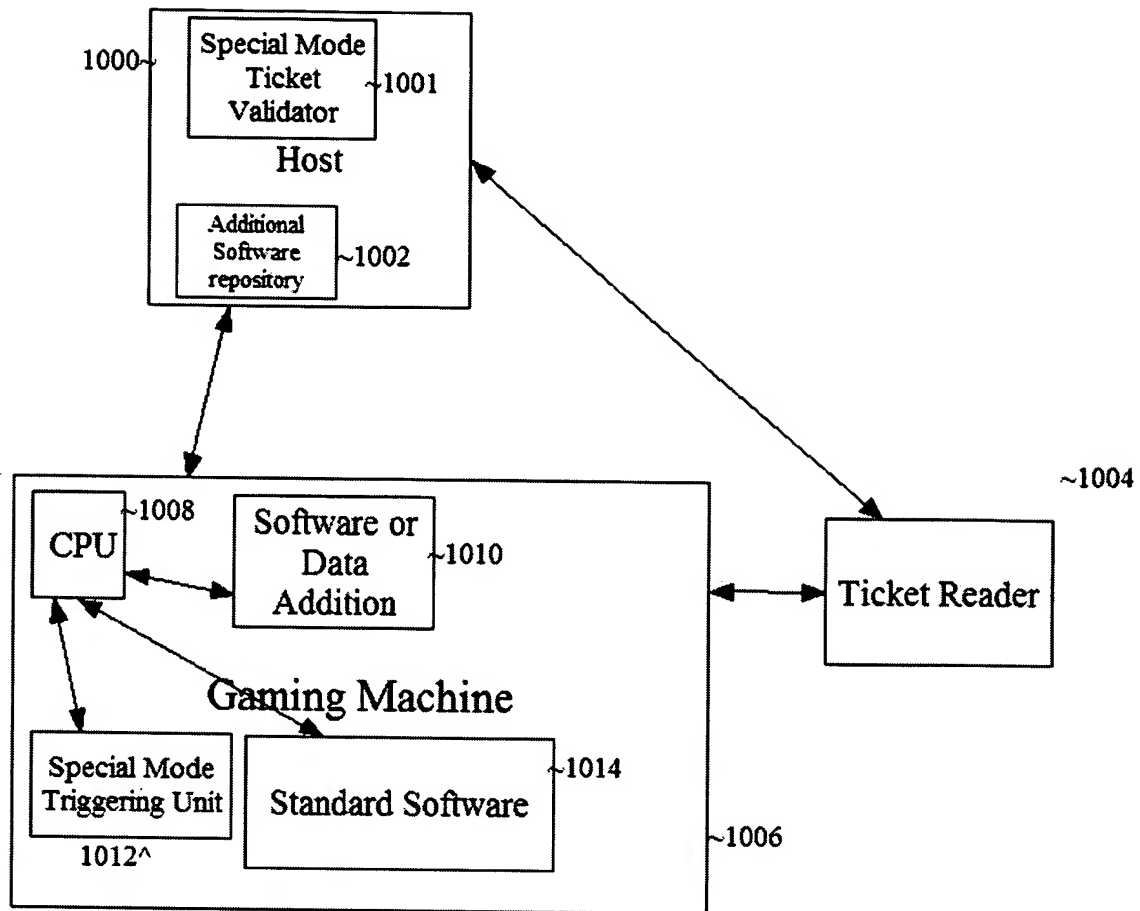 1000~
Special Mode
Ticket
Validator
~1001
Host
Additional
Software
repository
~1002
~1004
CPU
~1008
Software or
Data
Addition
~1010
Ticket Reader
Gaming Machine
Special Mode
Triggering Unit
1012^
Standard Software
~1014
~1006